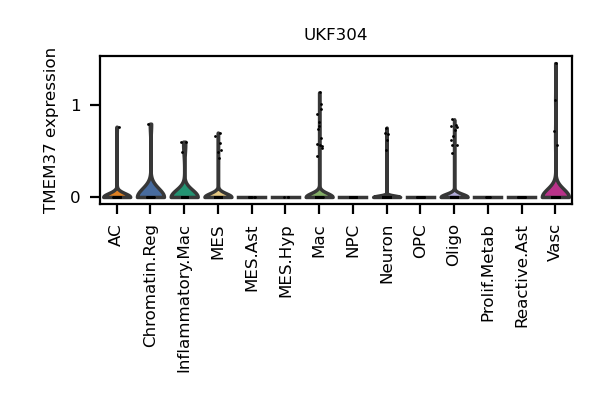 UKF304
TMEM37 expression
1
0
AC
Chromatin.Reg
Inflammatory.Mac
MES
MES.Ast
MES.Hyp
Mac
NPC
Neuron
OPC
Oligo
Prolif.Metab
Reactive.Ast
Vasc